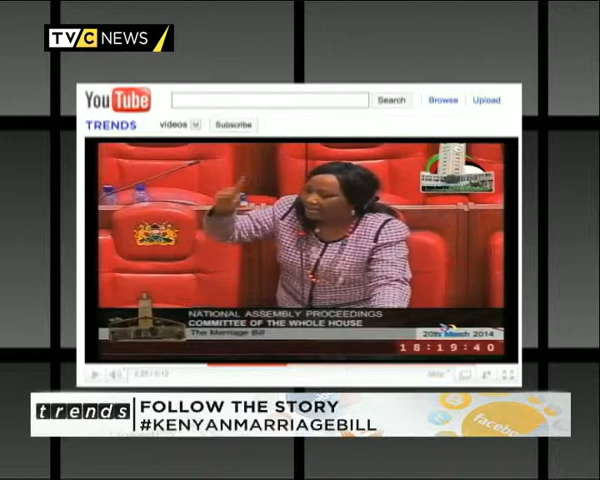 TVC NEWS
YouTube
Search
Browse
Upload
TRENDS
videos
Subscribe
NATIONAL ASSEMBLY PROCEEDINGS
COMMITTEE OF THE WHOLE HOUSE
The Marriage Bill
20th March 2014
18:19:40
trends
FOLLOW THE STORY
#KENYANMARRIAGEBILL
facebook